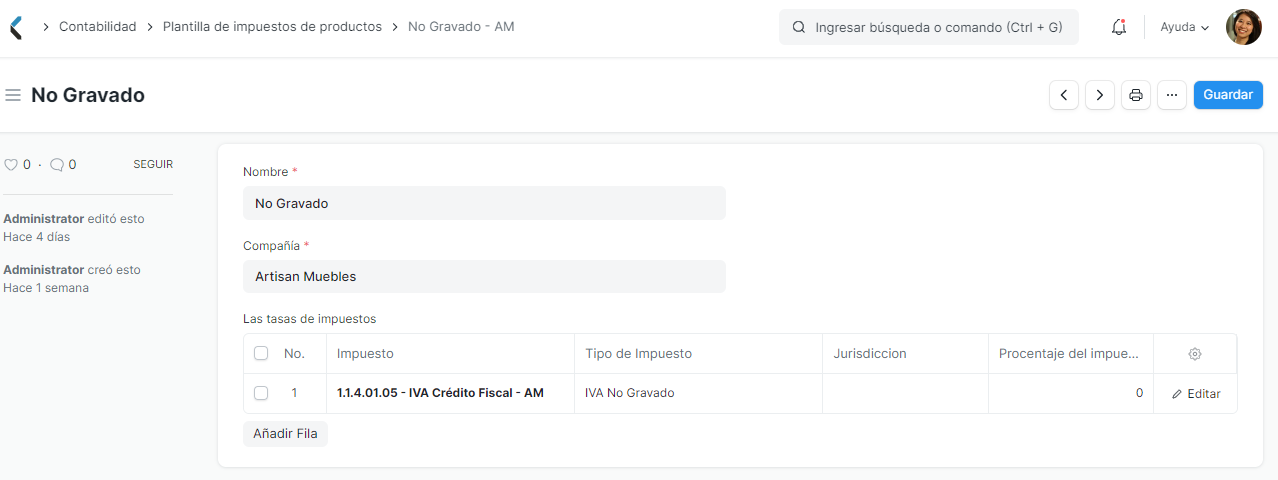 Contabilidad
Plantilla de impuestos de productos
No Gravado - AM
Ingresar búsqueda o comando (Ctrl + G)
Ayuda
No Gravado
Guardar
0 · 0
SEGUIR
Administrator editó esto
Hace 4 días
Administrator creó esto
Hace 1 semana
Nombre *
No Gravado
Compañía *
Artisan Muebles
Las tasas de impuestos
No. Impuesto Tipo de Impuesto Jurisdiccion Procentaje del impue...
1 1.1.4.01.05 - IVA Crédito Fiscal - AM IVA No Gravado 0 Editar
Añadir Fila